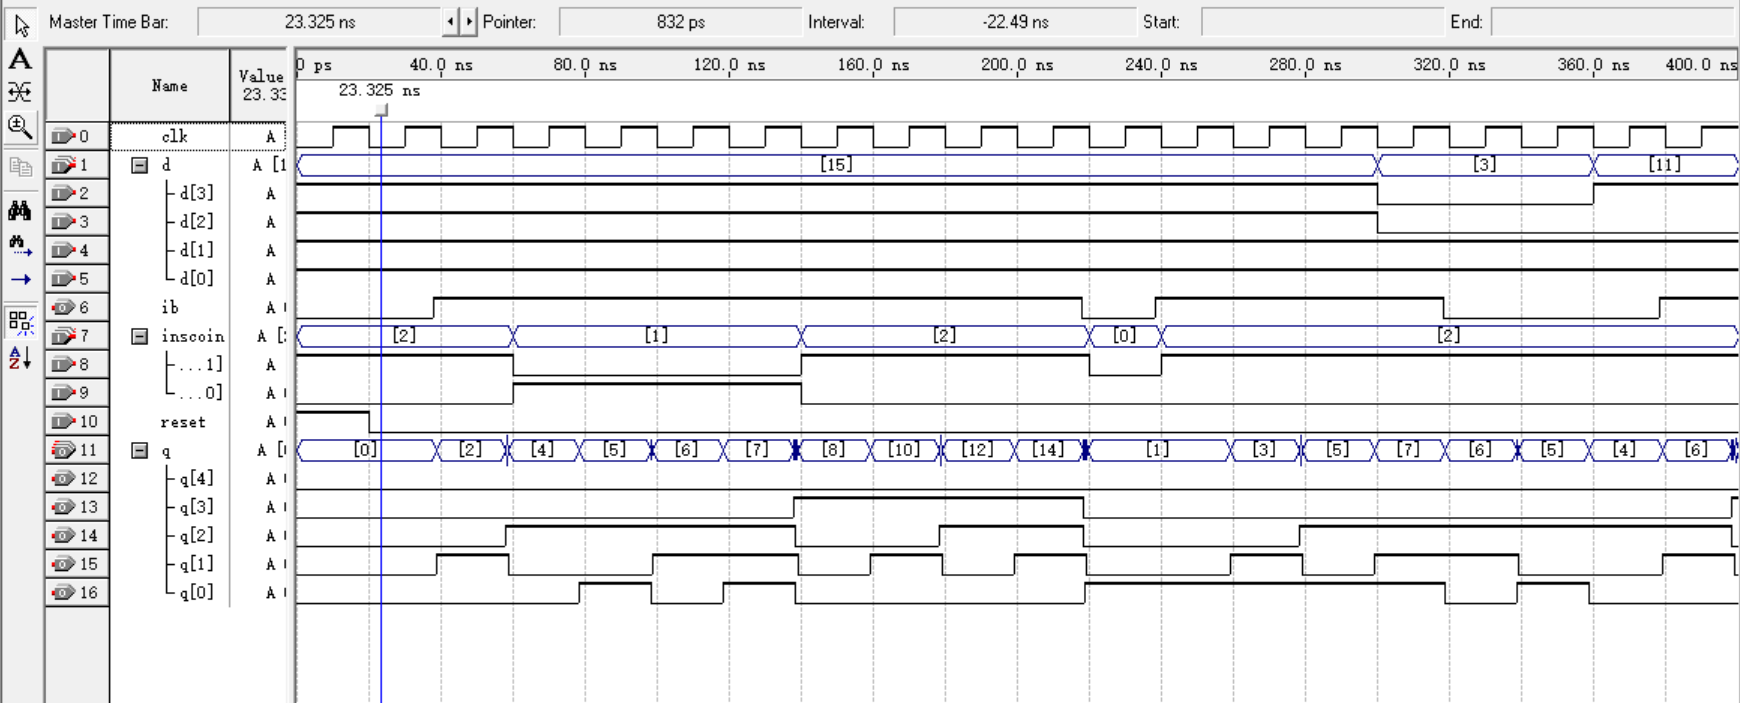 Master Time Bar: 23.325 ns Pointer: 832 ps Interval: -22.49 ns Start: End:
Name Value 23.33
0 ps 40.0 ns 80.0 ns 120.0 ns 160.0 ns 200.0 ns 240.0 ns 280.0 ns 320.0 ns 360.0 ns 400.0 ns
23.325 ns
0 clk A
1 d A [1 [15] [3] [11]
2 d[3] A
3 d[2] A
4 d[1] A
5 d[0] A
6 ib A
7 inscoin A [ [2] [1] [2] [0] [2]
8 ...1] A
9 ...0] A
10 reset A
11 q A [ [0] [2] [4] [5] [6] [7] [8] [10] [12] [14] [1] [3] [5] [7] [6] [5] [4] [6]
12 q[4] A
13 q[3] A
14 q[2] A
15 q[1] A
16 q[0] A